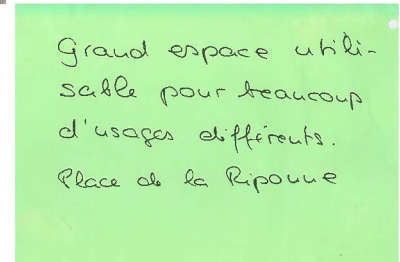 Grand espace utili-
sable pour beaucoup
d'usages différents.
Place de la Riponne